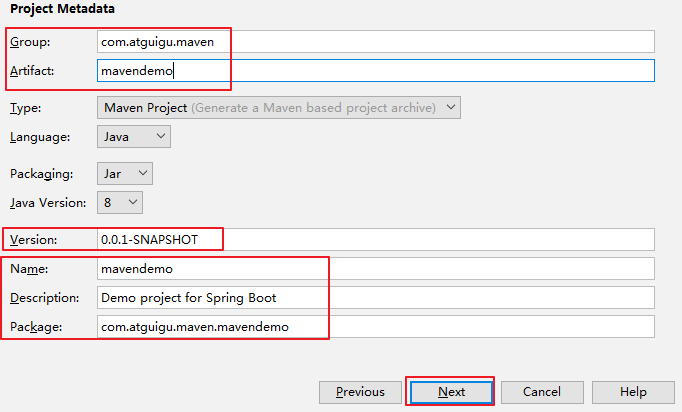 Project Metadata
Group: com.atguigu.maven
Artifact: mavendemo
Type: Maven Project (Generate a Maven based project archive)
Language: Java
Packaging: Jar
Java Version: 8
Version: 0.0.1-SNAPSHOT
Name: mavendemo
Description: Demo project for Spring Boot
Package: com.atguigu.maven.mavendemo
Previous Next Cancel Help